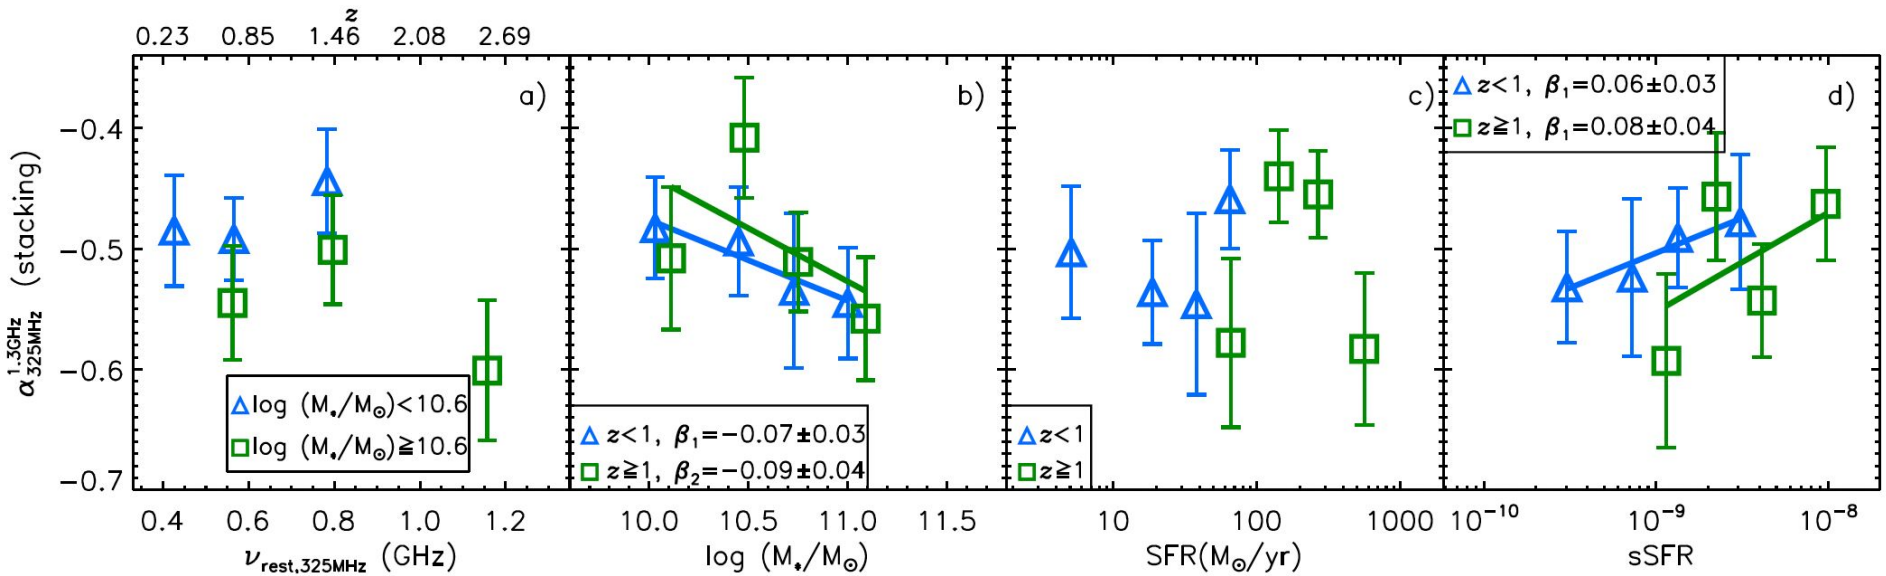 z
0.23 0.85 1.46 2.08 2.69
a) b) c) d)
z<1, β₁=0.06±0.03
z≧1, β₁=0.08±0.04
−0.4
−0.5
−0.6
−0.7
α 1.3GHz 325MHz (stacking)
log (M*/M⊙)<10.6
log (M*/M⊙)≧10.6
z<1, β₁=−0.07±0.03
z≧1, β₂=−0.09±0.04
z<1
z≧1
0.4 0.6 0.8 1.0 1.2 10.0 10.5 11.0 11.5 10 100 1000 10⁻¹⁰ 10⁻⁹ 10⁻⁸
ν rest,325MHz (GHz) log (M*/M⊙) SFR(M⊙/yr) sSFR